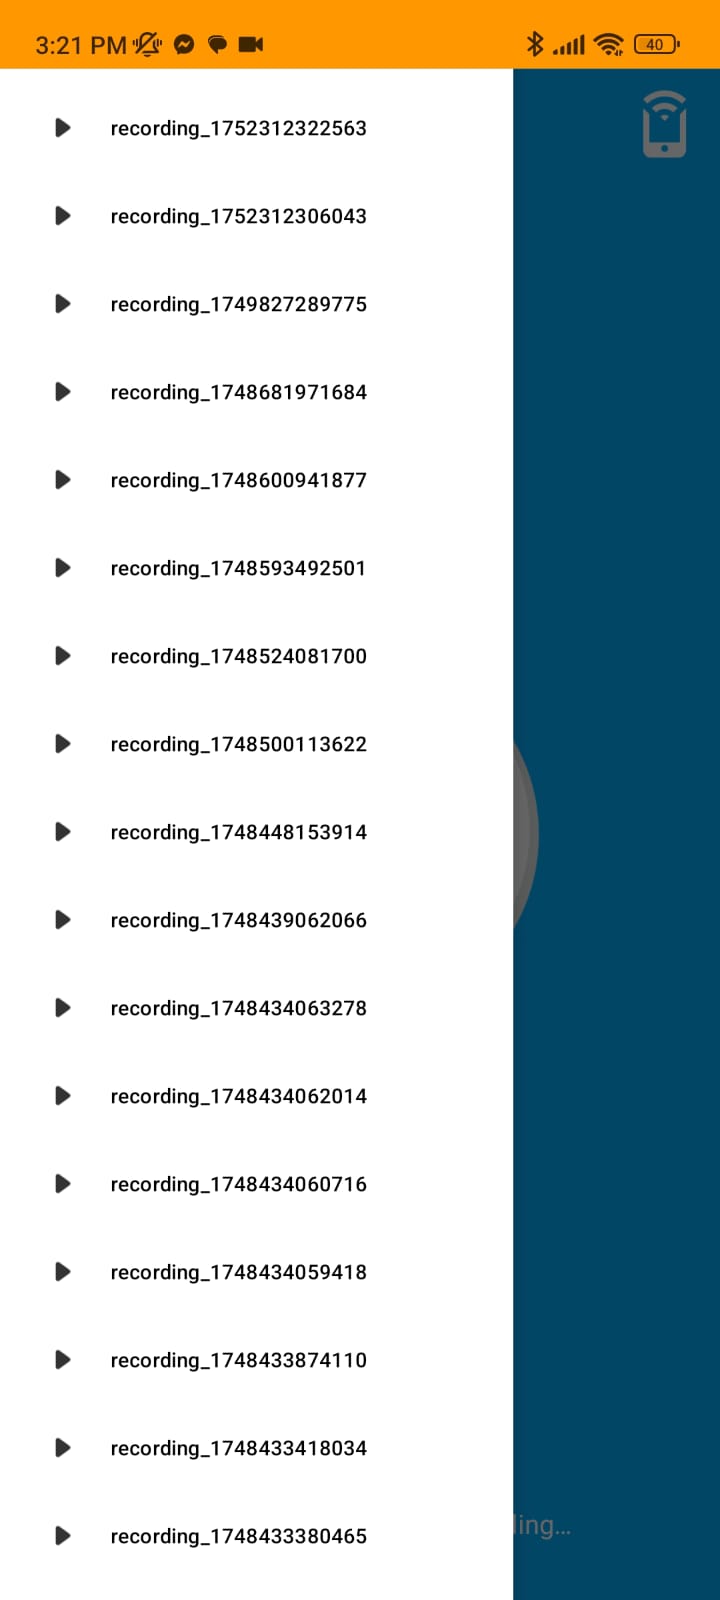 3:21 PM
40
recording_1752312322563
recording_1752312306043
recording_1749827289775
recording_1748681971684
recording_1748600941877
recording_1748593492501
recording_1748524081700
recording_1748500113622
recording_1748448153914
recording_1748439062066
recording_1748434063278
recording_1748434062014
recording_1748434060716
recording_1748434059418
recording_1748433874110
recording_1748433418034
ling...
recording_1748433380465